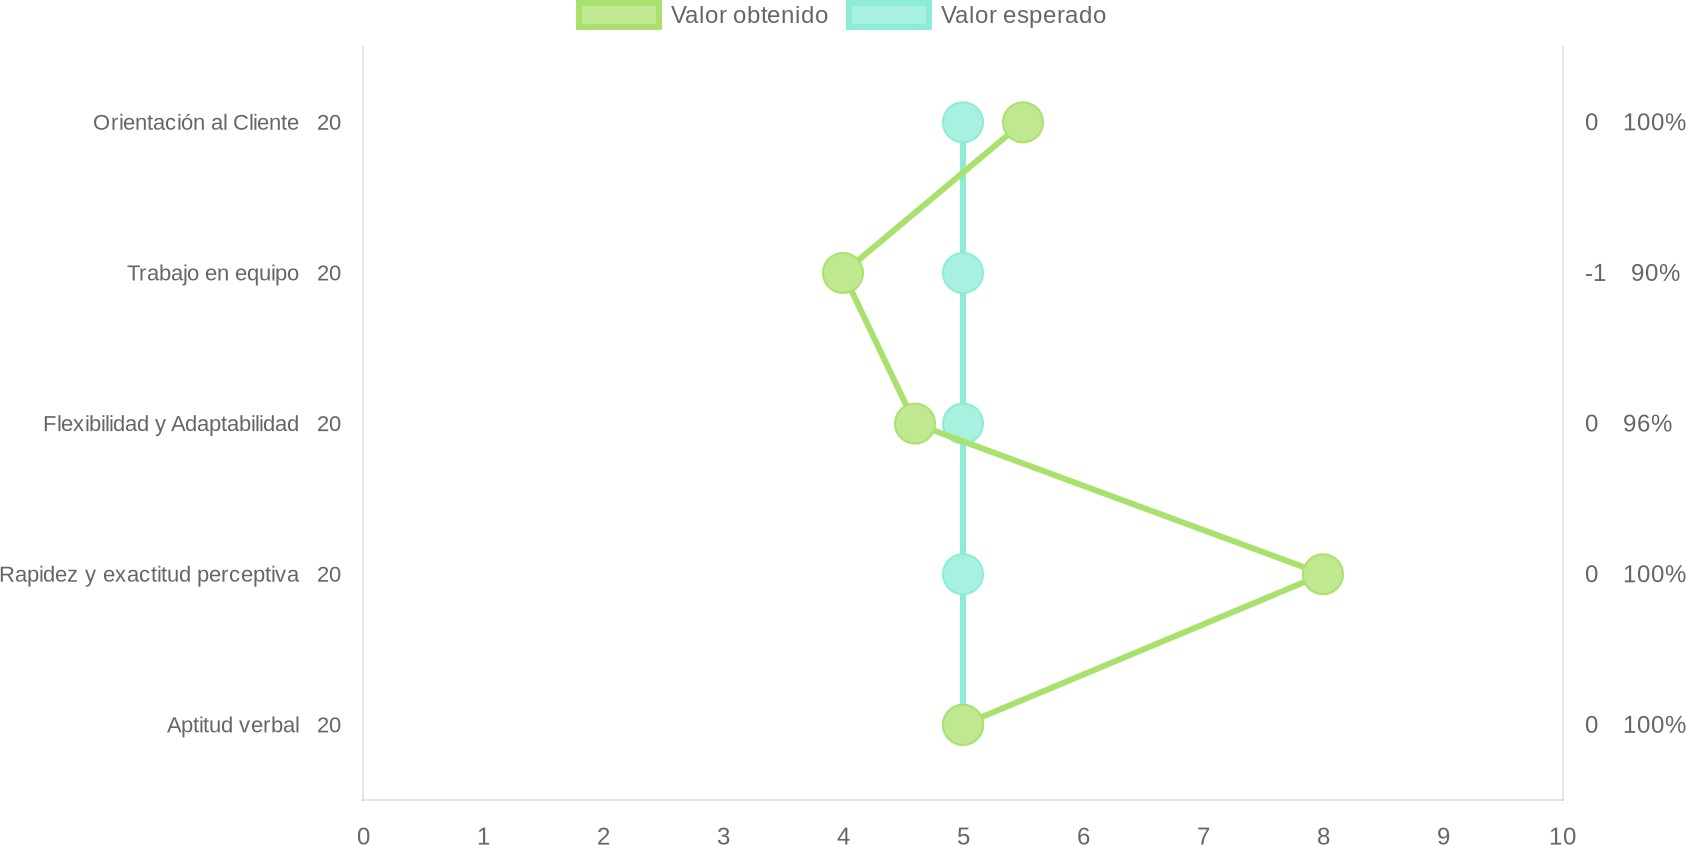 Valor obtenido Valor esperado
Orientación al Cliente 20 0 100%
Trabajo en equipo 20 -1 90%
Flexibilidad y Adaptabilidad 20 0 96%
Rapidez y exactitud perceptiva 20 0 100%
Aptitud verbal 20 0 100%
0 1 2 3 4 5 6 7 8 9 10